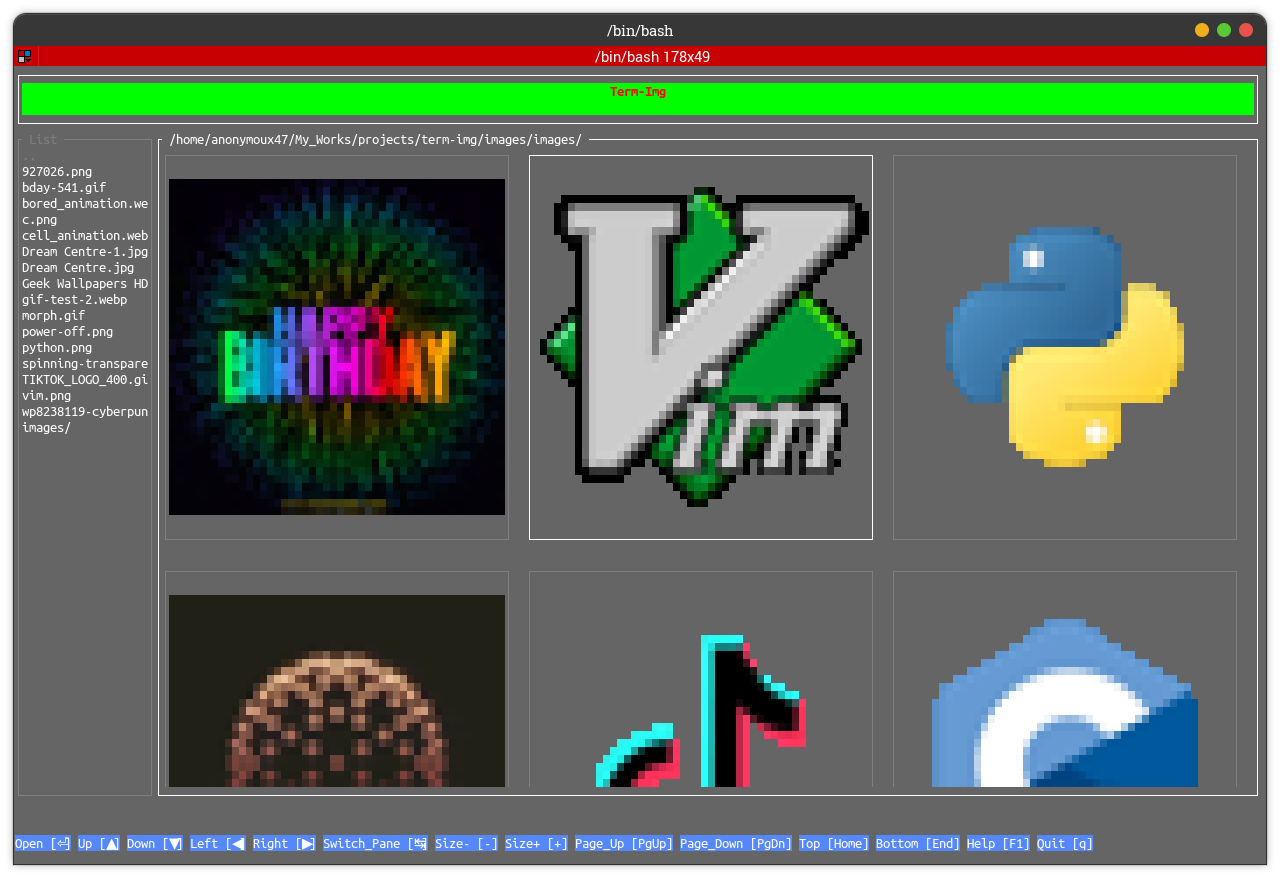 /bin/bash
/bin/bash 178x49
Term-Img
List
/home/anonymoux47/My_Works/projects/term-img/images/images/
..
927026.png
bday-541.gif
bored_animation.we
c.png
cell_animation.web
Dream Centre-1.jpg
Dream Centre.jpg
Geek Wallpapers HD
gif-test-2.webp
morph.gif
power-off.png
python.png
spinning-transpare
TIKTOK_LOGO_400.gi
vim.png
wp8238119-cyberpun
images/
BIRTHDAY
Vim
Open [⏎] Up [▲] Down [▼] Left [◀] Right [▶] Switch_Pane [↹] Size- [-] Size+ [+] Page_Up [PgUp] Page_Down [PgDn] Top [Home] Bottom [End] Help [F1] Quit [q]